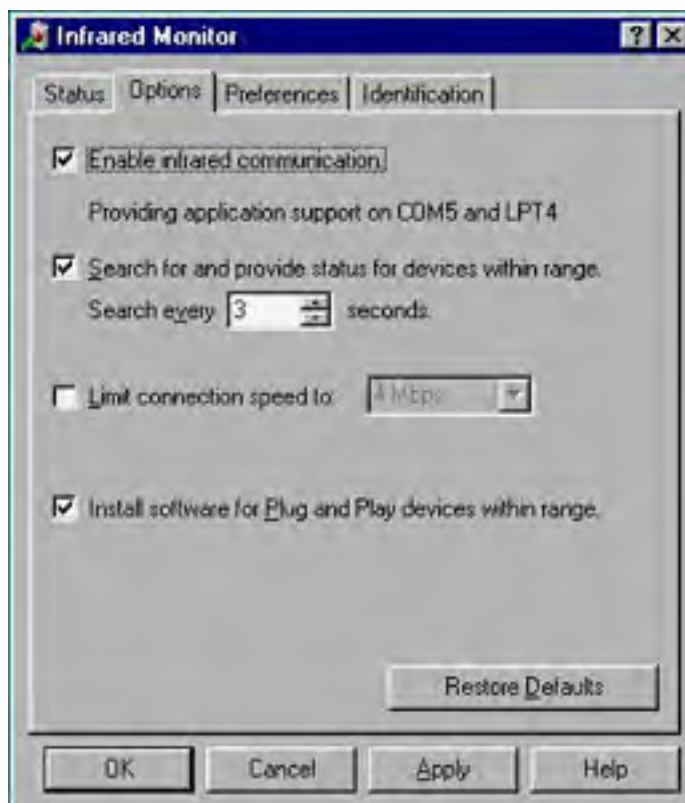 Infrared Monitor
Status Options Preferences Identification
Enable infrared communication.
Providing application support on COM5 and LPT4
Search for and provide status for devices within range.
Search every 3 seconds.
Limit connection speed to: 4 Mbps
Install software for Plug and Play devices within range.
Restore Defaults
OK Cancel Apply Help